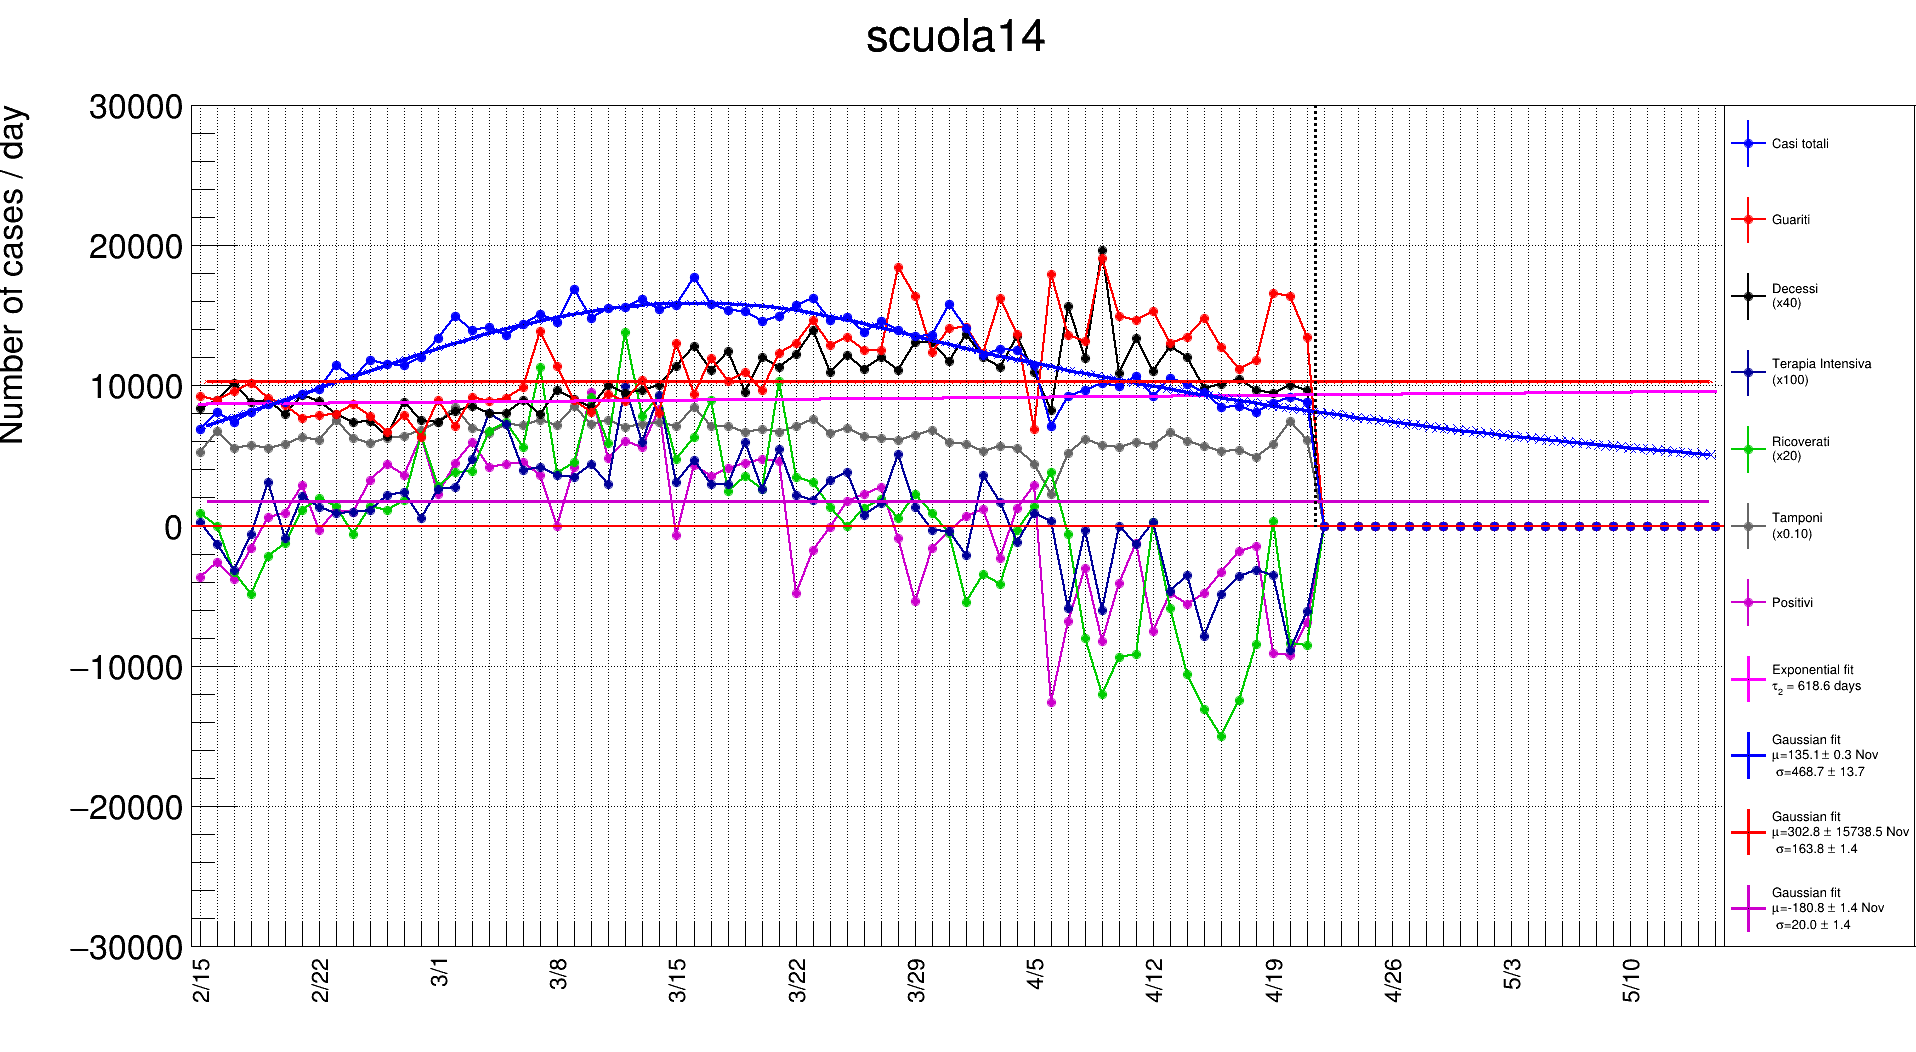 scuola14
Number of cases / day
30000
20000
10000
0
−10000
−20000
−30000
2/15
2/22
3/1
3/8
3/15
3/22
3/29
4/5
4/12
4/19
4/26
5/3
5/10
Casi totali
Guariti
Decessi
(x40)
Terapia Intensiva
(x100)
Ricoverati
(x20)
Tamponi
(x0.10)
Positivi
Exponential fit
τ2 = 618.6 days
Gaussian fit
μ=135.1 ± 0.3 Nov
σ=468.7 ± 13.7
Gaussian fit
μ=302.8 ± 15738.5 Nov
σ=163.8 ± 1.4
Gaussian fit
μ=-180.8 ± 1.4 Nov
σ=20.0 ± 1.4